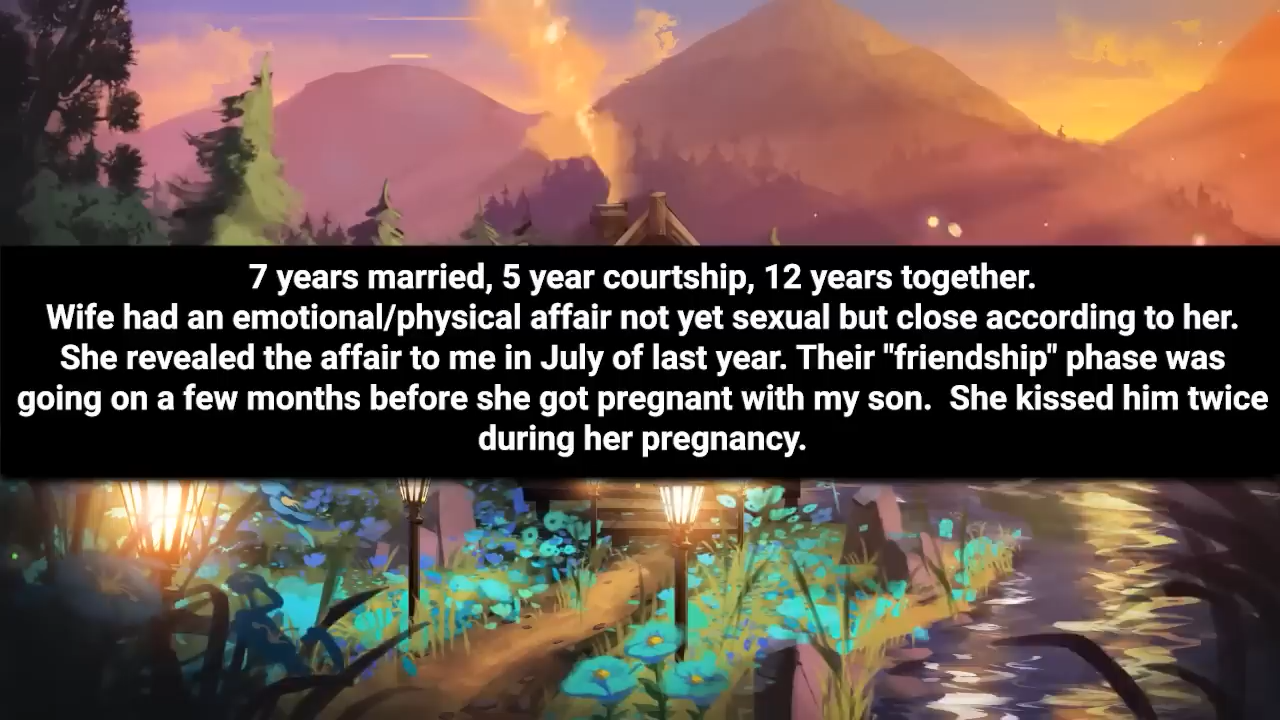 7 years married, 5 year courtship, 12 years together.
Wife had an emotional/physical affair not yet sexual but close according to her.
She revealed the affair to me in July of last year. Their "friendship" phase was
going on a few months before she got pregnant with my son.  She kissed him twice
during her pregnancy.